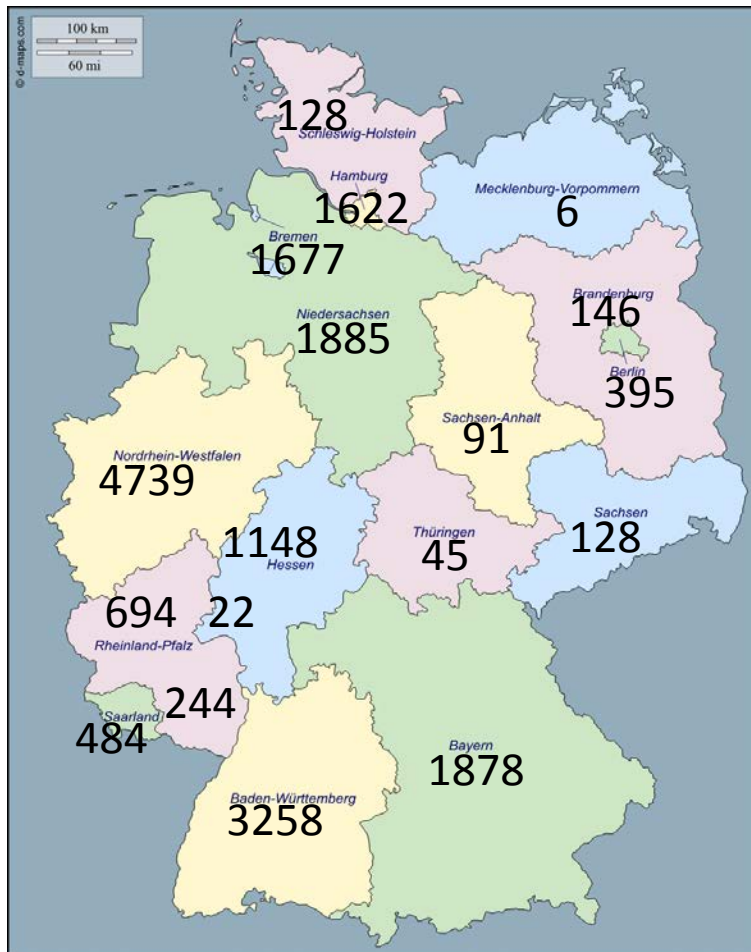 © d-maps.com
100 km
60 mi
128
Schleswig-Holstein
Hamburg
1622
Mecklenburg-Vorpommern
6
Bremen
1677
Brandenburg
146
Niedersachsen
1885
Berlin
395
Sachsen-Anhalt
91
Nordrhein-Westfalen
4739
Sachsen
128
1148
Hessen
Thüringen
45
694
22
Rheinland-Pfalz
244
Saarland
484
Bayern
1878
Baden-Württemberg
3258